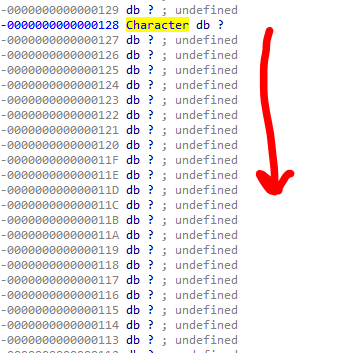 -0000000000000129 db ? ; undefined
-0000000000000128 Character db ?
-0000000000000127 db ? ; undefined
-0000000000000126 db ? ; undefined
-0000000000000125 db ? ; undefined
-0000000000000124 db ? ; undefined
-0000000000000123 db ? ; undefined
-0000000000000122 db ? ; undefined
-0000000000000121 db ? ; undefined
-0000000000000120 db ? ; undefined
-000000000000011F db ? ; undefined
-000000000000011E db ? ; undefined
-000000000000011D db ? ; undefined
-000000000000011C db ? ; undefined
-000000000000011B db ? ; undefined
-000000000000011A db ? ; undefined
-0000000000000119 db ? ; undefined
-0000000000000118 db ? ; undefined
-0000000000000117 db ? ; undefined
-0000000000000116 db ? ; undefined
-0000000000000115 db ? ; undefined
-0000000000000114 db ? ; undefined
-0000000000000113 db ? ; undefined